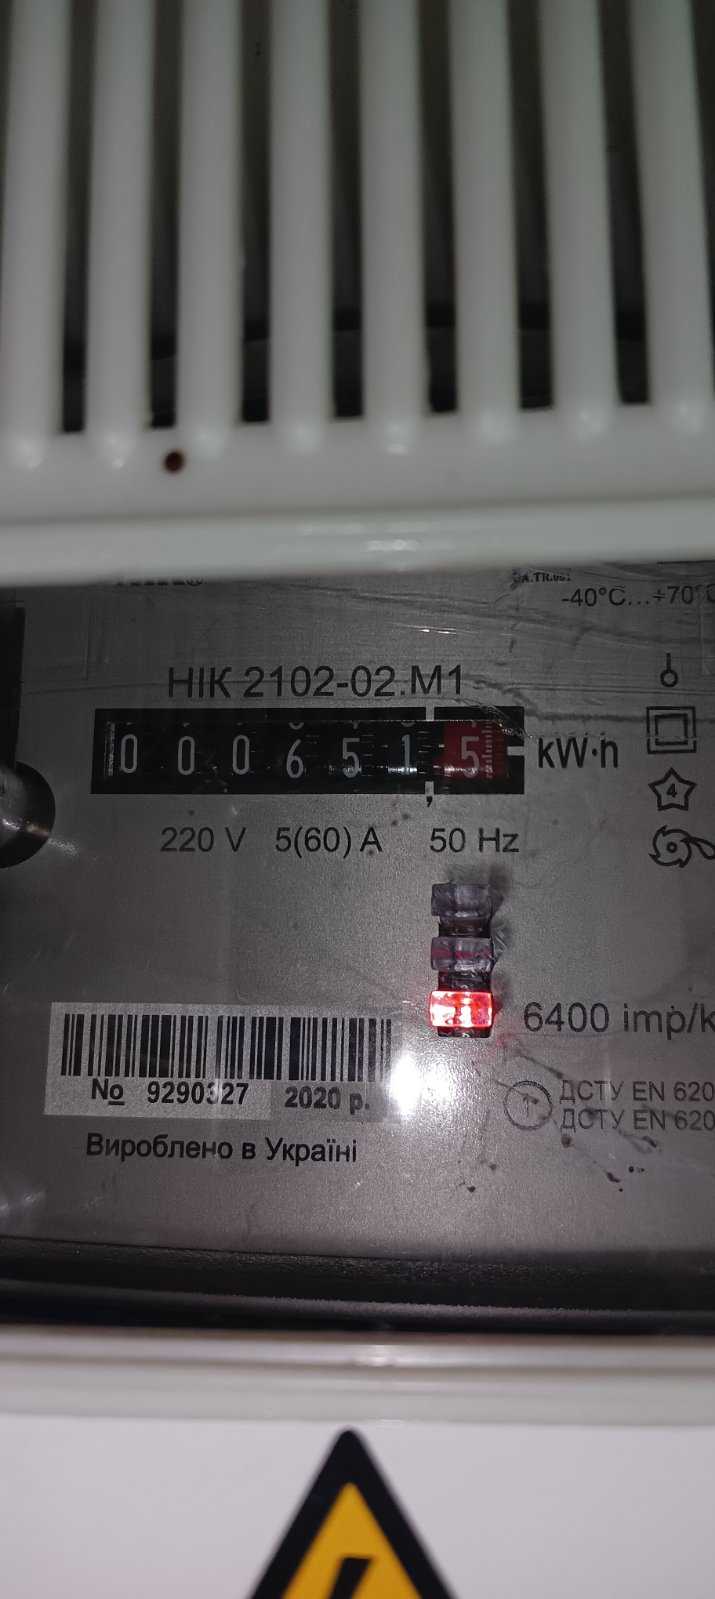 -40°C...+70°C
НІК 2102-02.М1
0 0 0 6 5 1 , 5 kW·h
4
220 V 5(60) A 50 Hz
6400 imp/k
№ 9290327 2020 р.
ДСТУ EN 620
ДСТУ EN 620
Вироблено в Україні